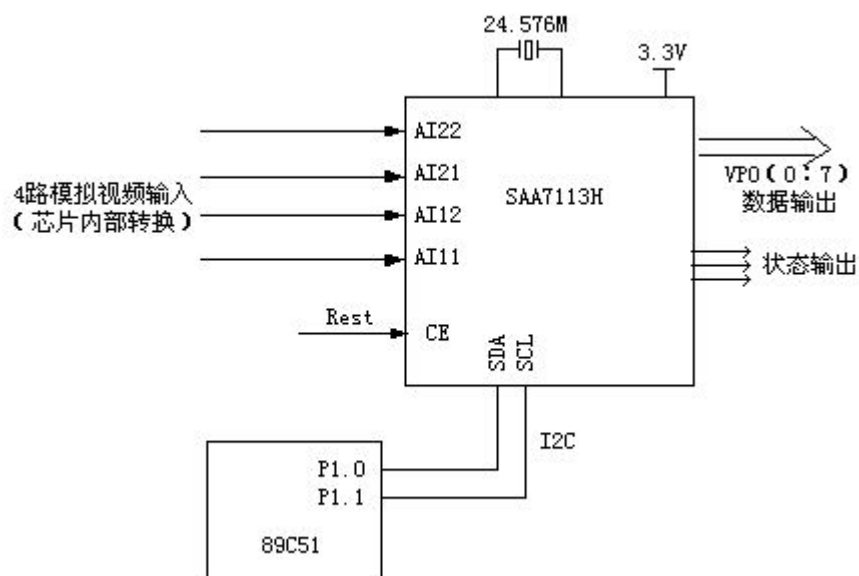 24.576M
3.3V
AI22
AI21
4路模拟视频输入
(芯片内部转换)
AI12
AI11
SAA7113H
VPO(0:7)
数据输出
状态输出
Rest
CE
SDA
SCL
I2C
P1.0
P1.1
89C51